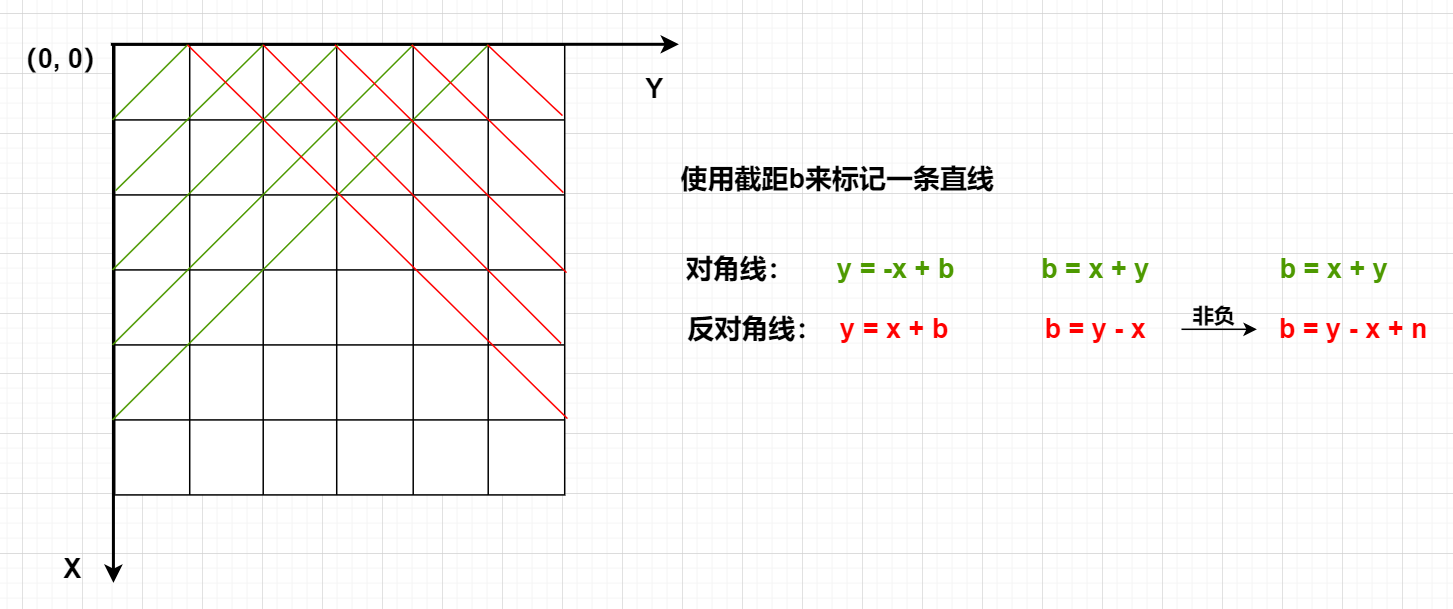 (0, 0)
Y
使用截距b来标记一条直线
对角线： y = -x + b b = x + y b = x + y
反对角线： y = x + b b = y - x 非负 b = y - x + n
X